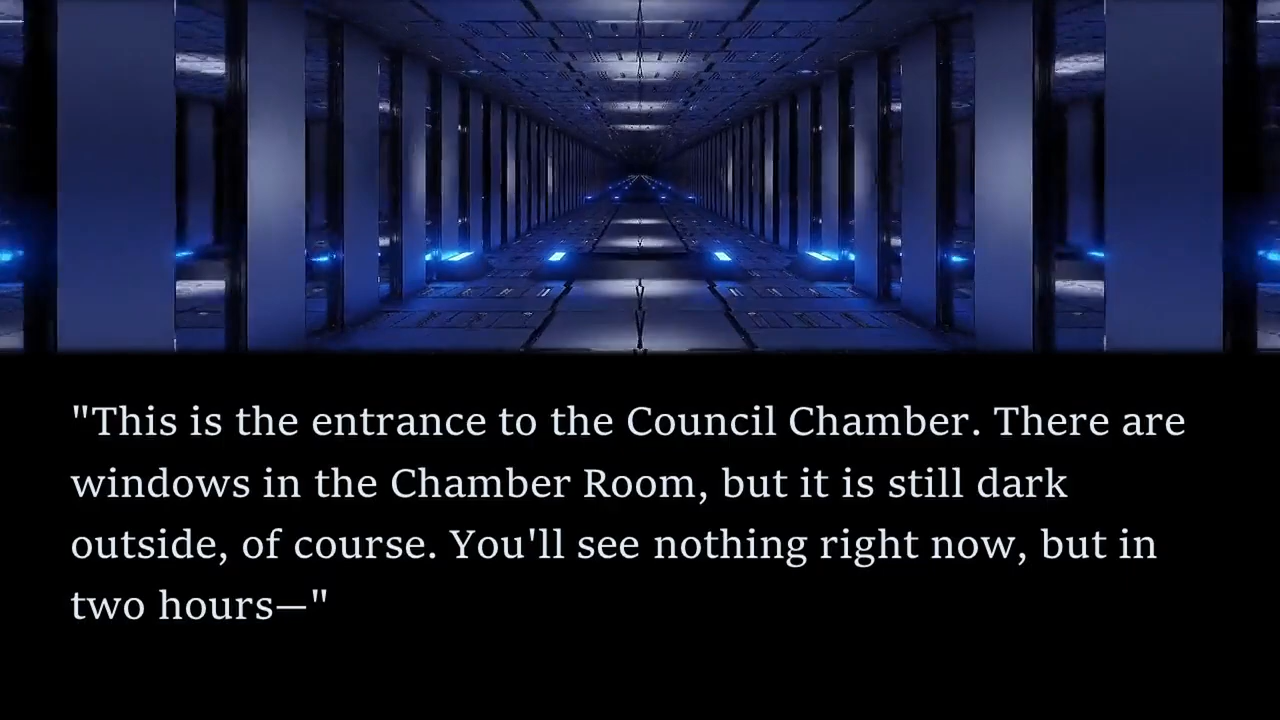 "This is the entrance to the Council Chamber. There are
windows in the Chamber Room, but it is still dark
outside, of course. You'll see nothing right now, but in
two hours—"